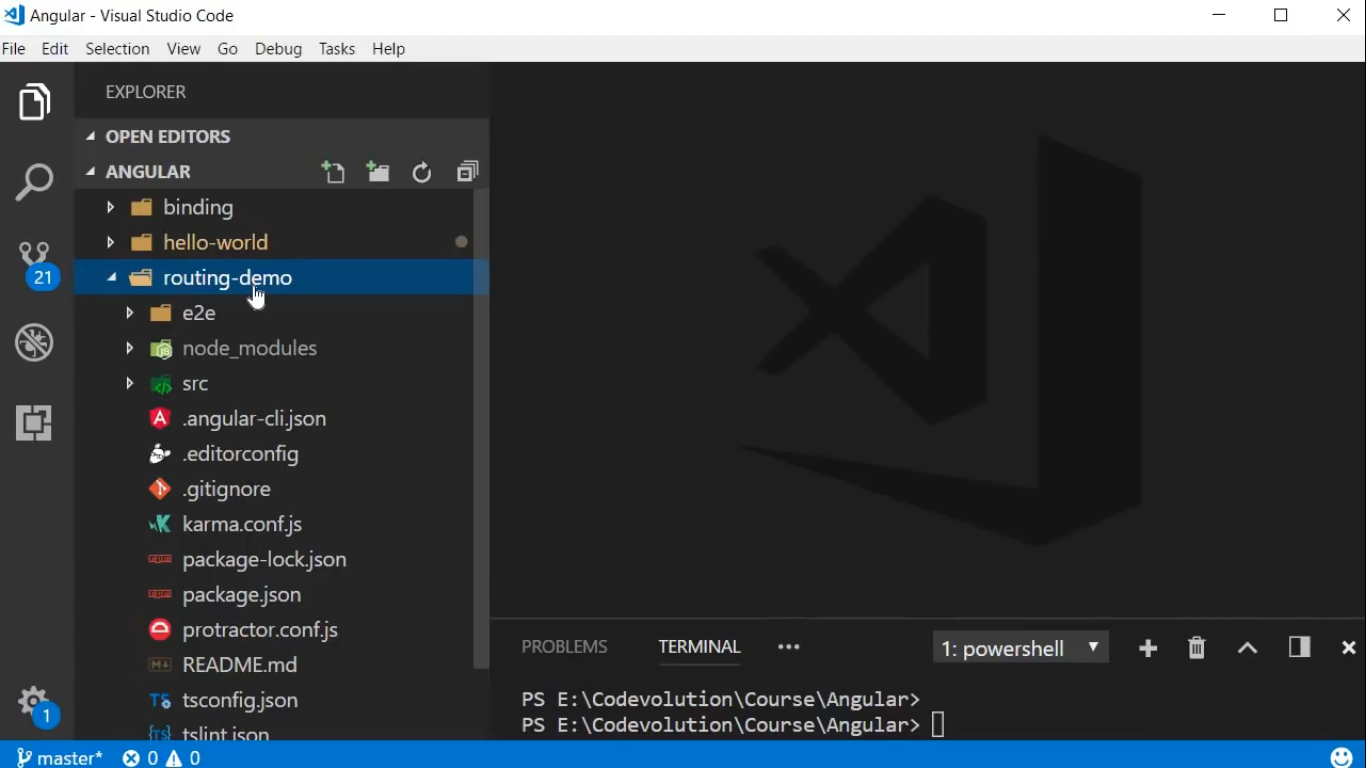 Angular - Visual Studio Code
File Edit Selection View Go Debug Tasks Help
EXPLORER
OPEN EDITORS
ANGULAR
binding
hello-world
21
routing-demo
e2e
node_modules
src
.angular-cli.json
.editorconfig
.gitignore
karma.conf.js
package-lock.json
package.json
protractor.conf.js
README.md
tsconfig.json
tslint.json
1
PROBLEMS TERMINAL ••• 1: powershell
PS E:\Codevolution\Course\Angular>
PS E:\Codevolution\Course\Angular>
master* 0 0